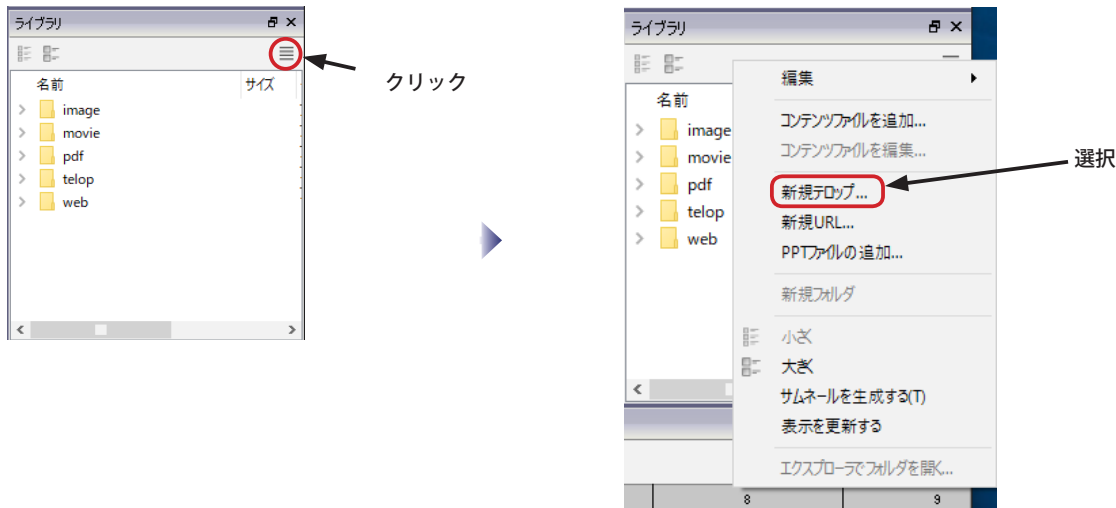 ライブラリ
名前 サイズ
image
movie
pdf
telop
web
クリック
ライブラリ
名前
image
movie
pdf
telop
web
編集
コンテンツファイルを追加...
コンテンツファイルを編集...
新規テロップ...
新規URL...
PPTファイルの追加...
新規フォルダ
小さく
大きく
サムネールを生成する(T)
表示を更新する
エクスプローラでフォルダを開く...
選択
8 9